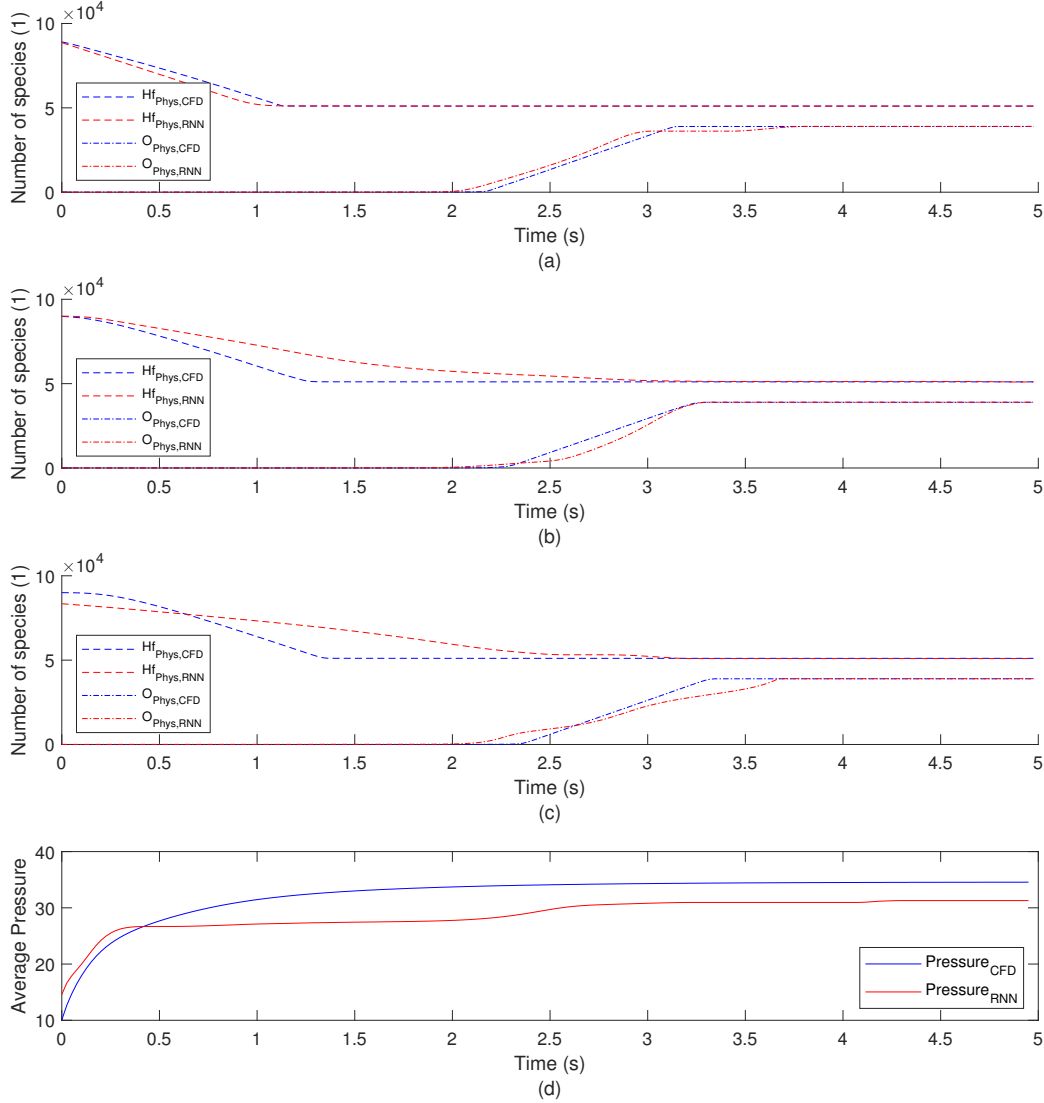 ×10^4
Number of species (1)
10
5
0
Hf_Phys,CFD
Hf_Phys,RNN
O_Phys,CFD
O_Phys,RNN
0 0.5 1 1.5 2 2.5 3 3.5 4 4.5 5
Time (s)
(a)
×10^4
Number of species (1)
10
5
0
Hf_Phys,CFD
Hf_Phys,RNN
O_Phys,CFD
O_Phys,RNN
0 0.5 1 1.5 2 2.5 3 3.5 4 4.5 5
Time (s)
(b)
×10^4
Number of species (1)
10
5
0
Hf_Phys,CFD
Hf_Phys,RNN
O_Phys,CFD
O_Phys,RNN
0 0.5 1 1.5 2 2.5 3 3.5 4 4.5 5
Time (s)
(c)
Average Pressure
40
30
20
10
Pressure_CFD
Pressure_RNN
0 0.5 1 1.5 2 2.5 3 3.5 4 4.5 5
Time (s)
(d)